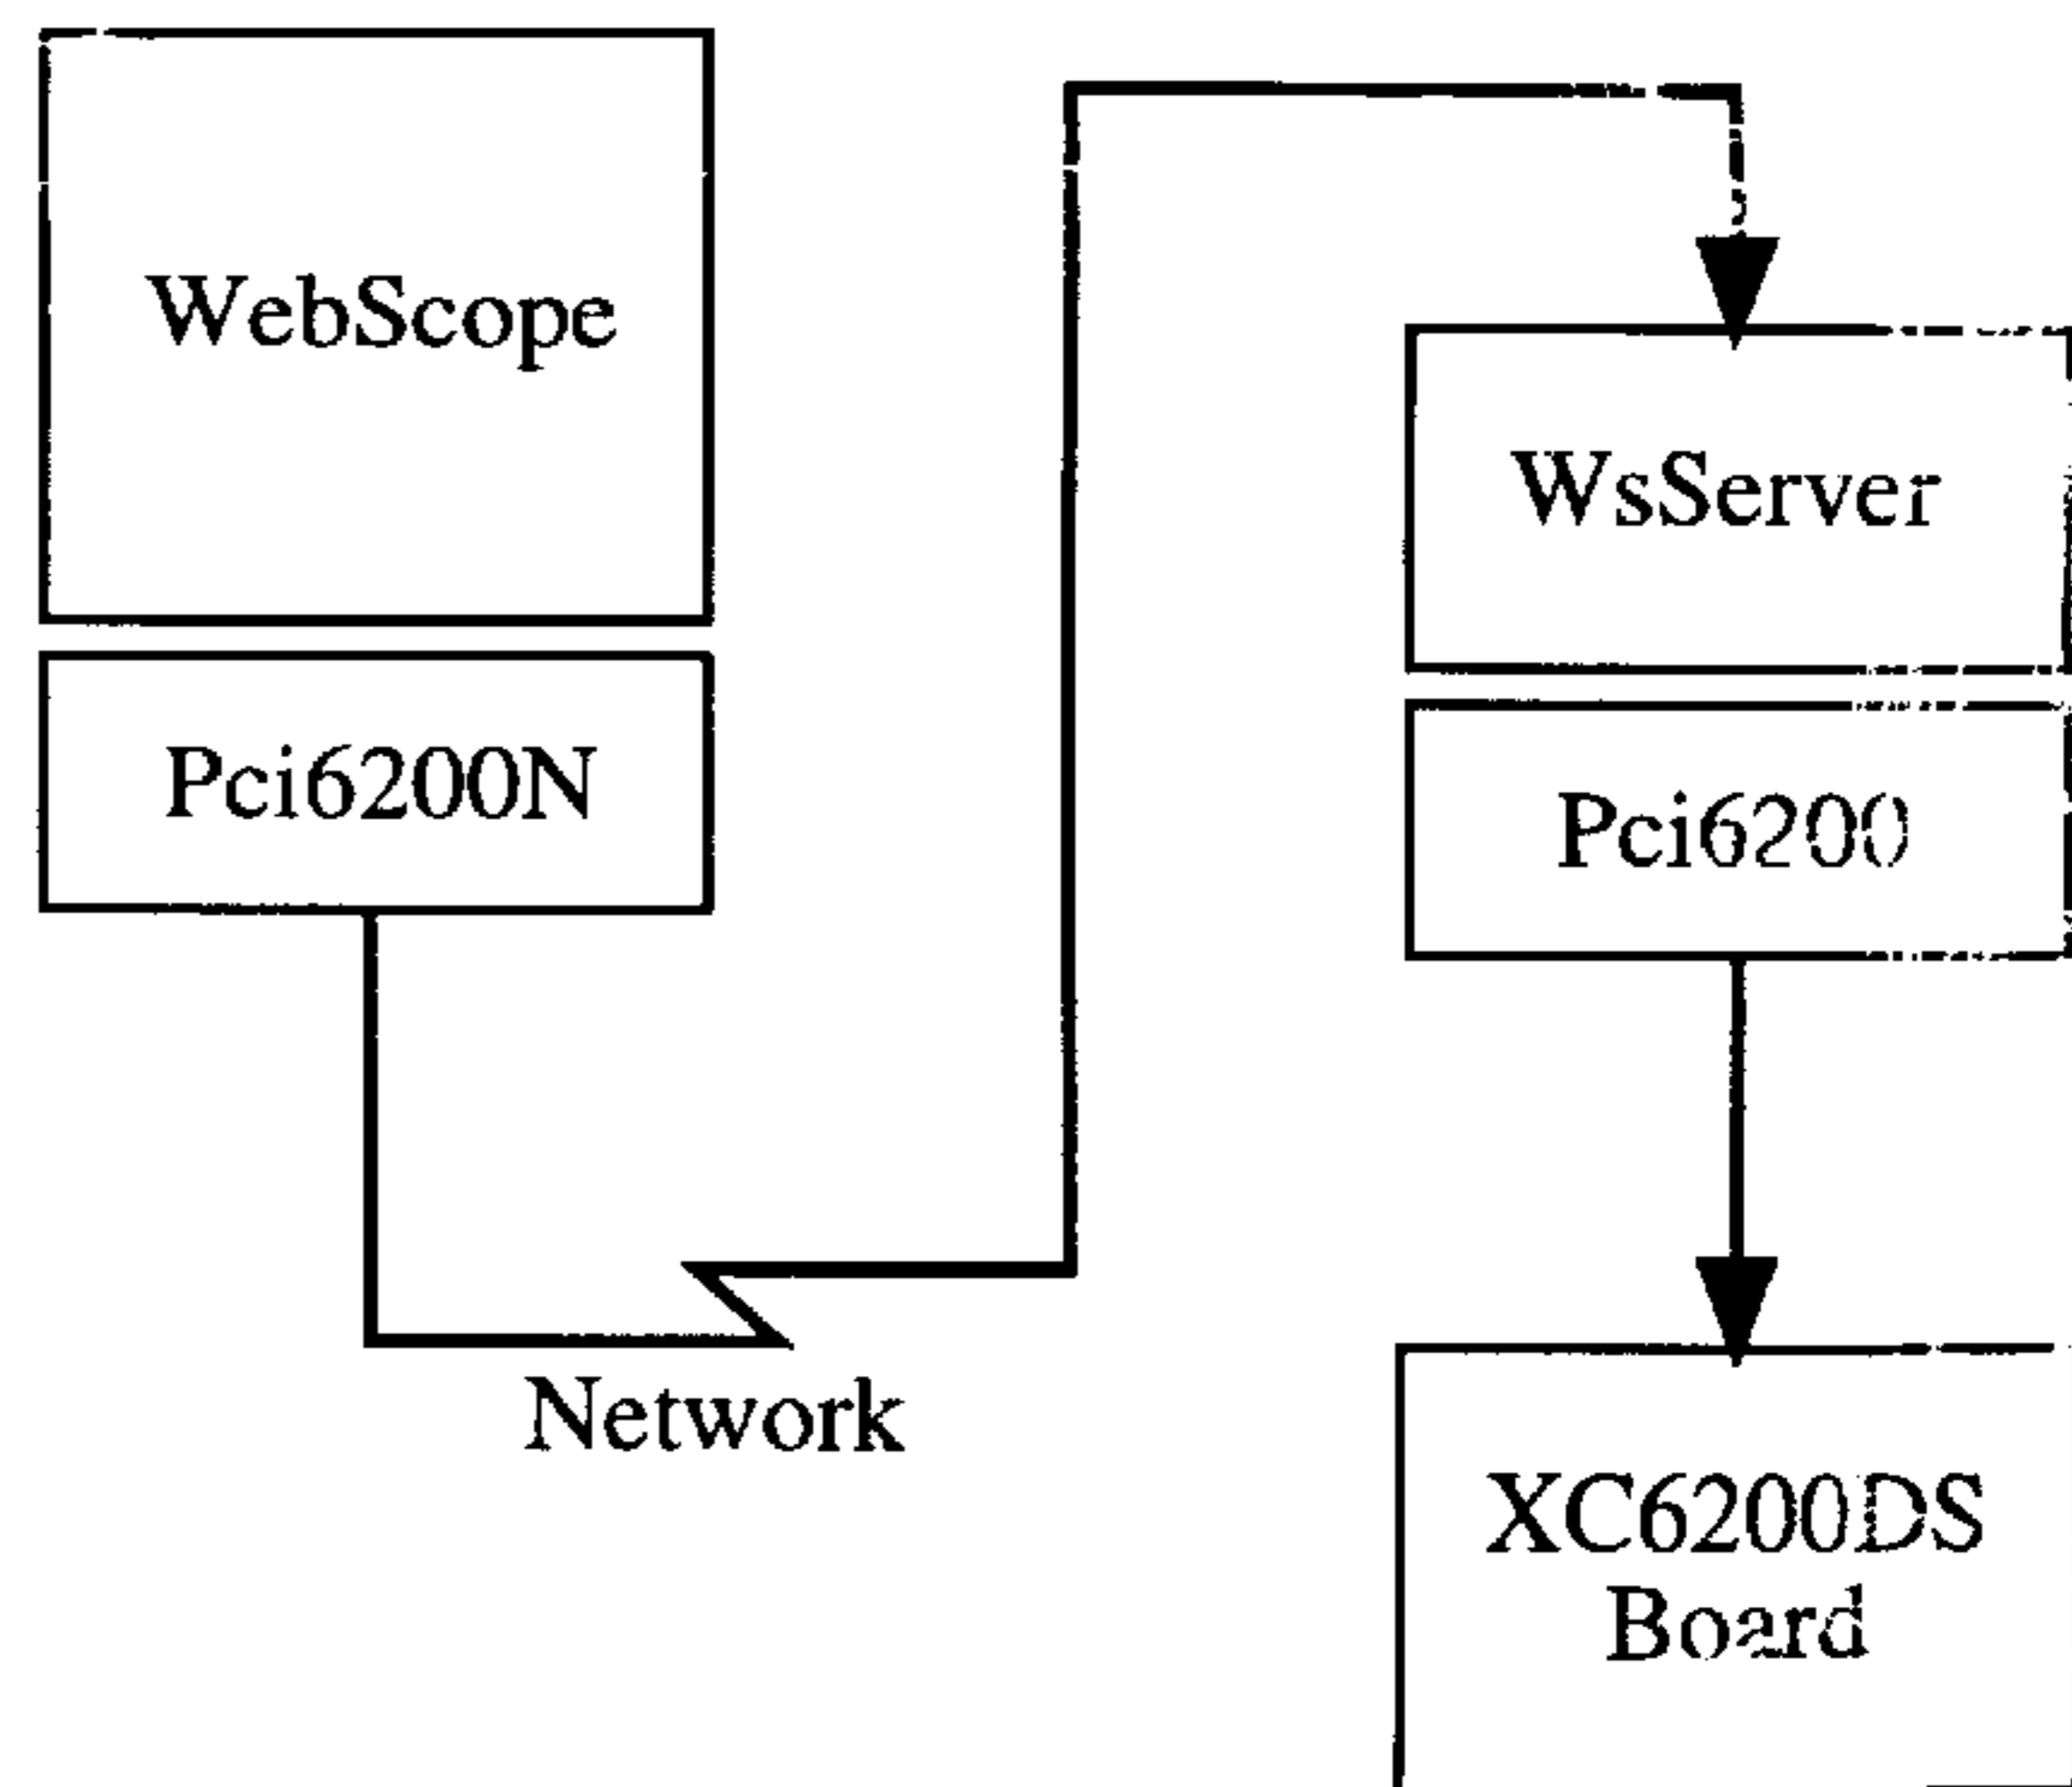 WebScope
Pci6200N
Network
WsServer
Pci6200
XC6200DS
Board